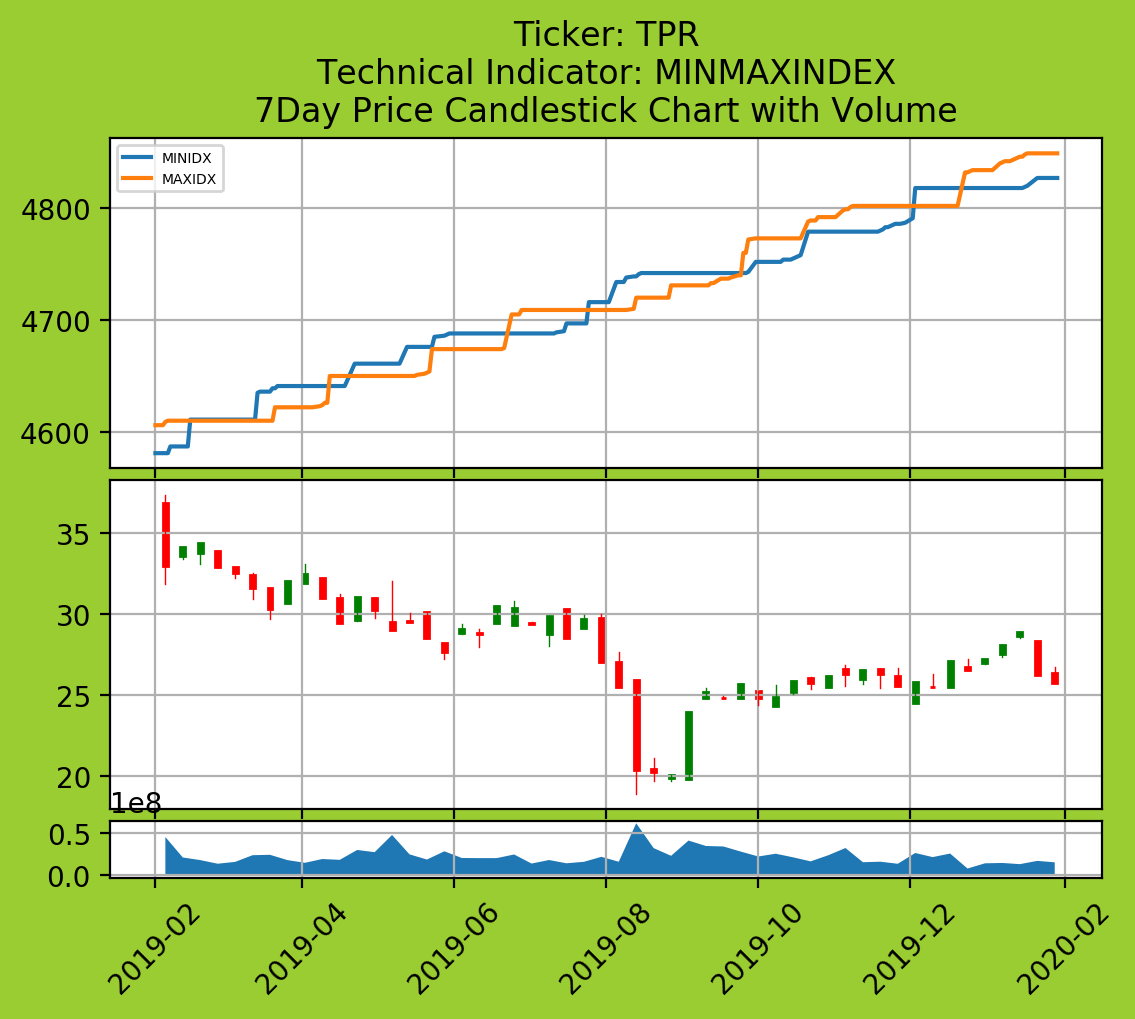 Ticker: TPR
Technical Indicator: MINMAXINDEX
7Day Price Candlestick Chart with Volume
MINIDX
MAXIDX
4800
4700
4600
35
30
25
20
1e8
0.5
0.0
2019-02
2019-04
2019-06
2019-08
2019-10
2019-12
2020-02